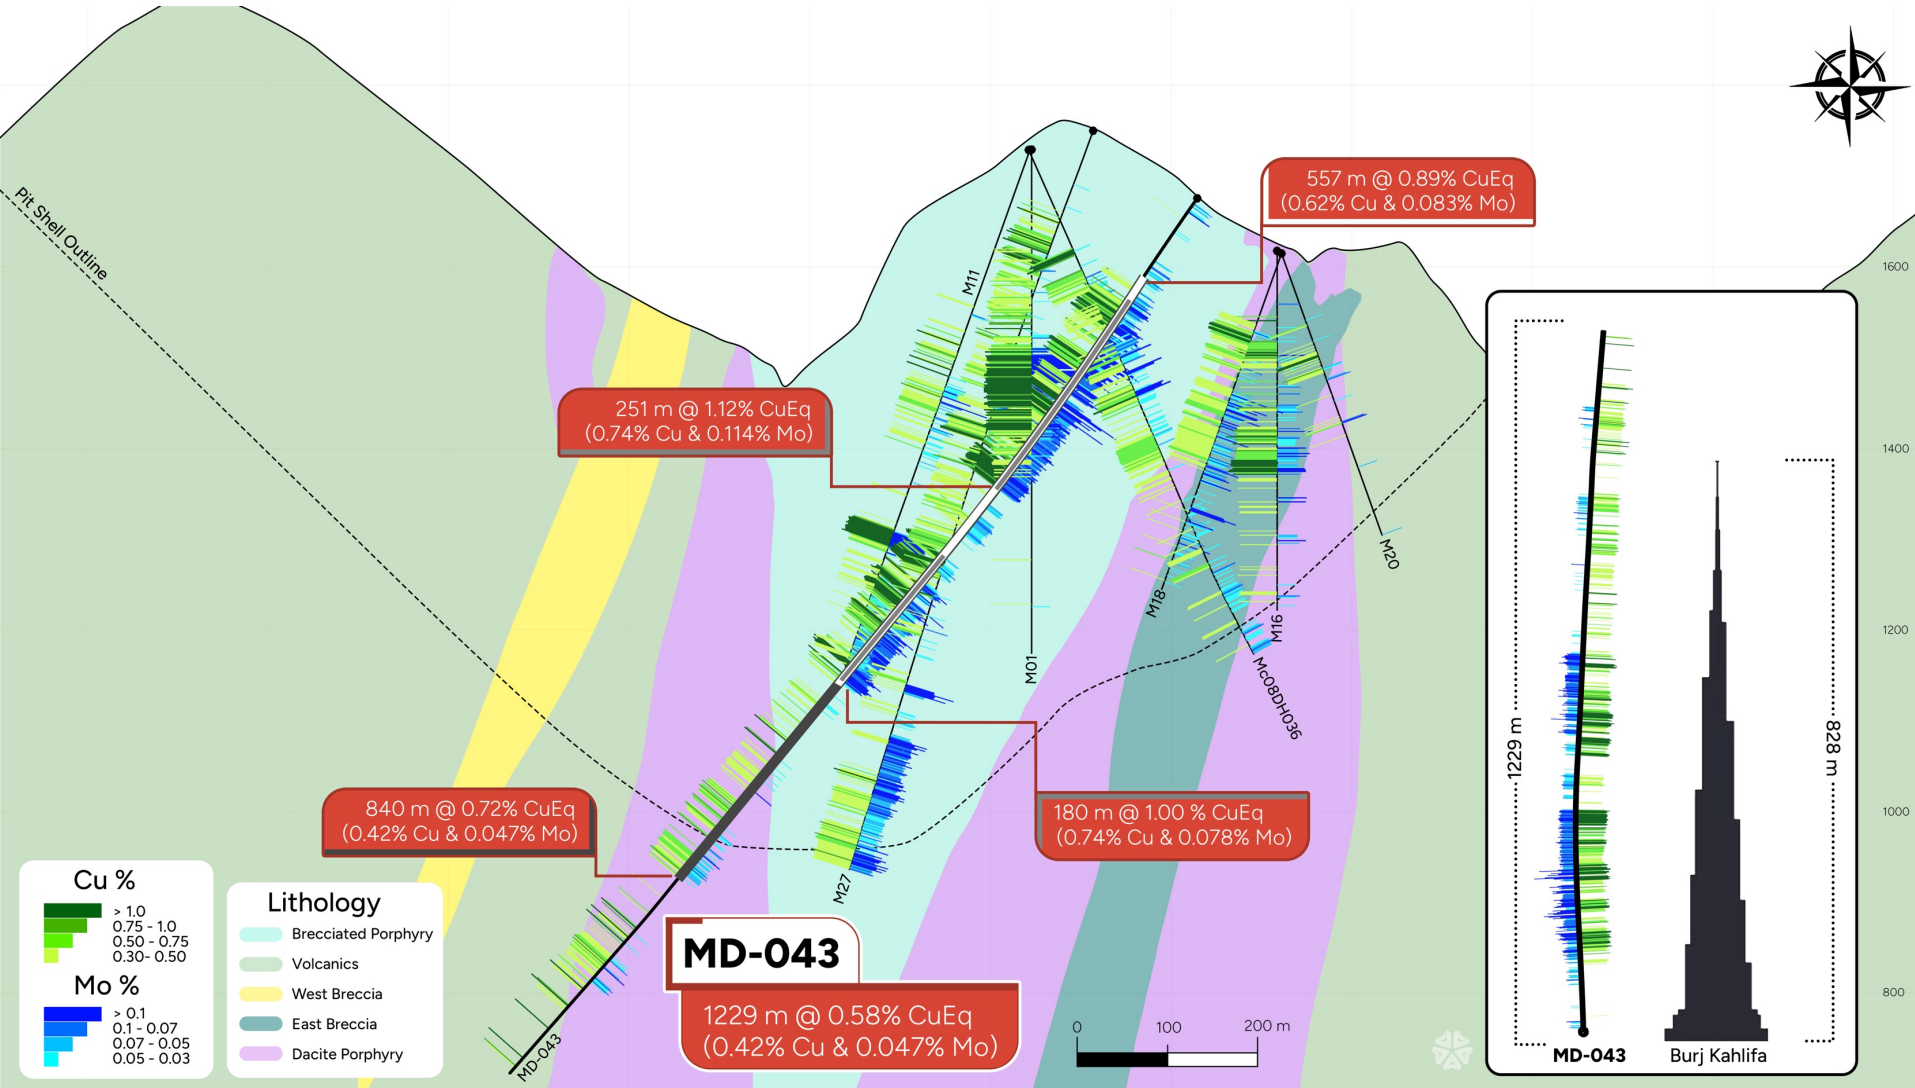 Pit Shell Outline
M11
557 m @ 0.89% CuEq
(0.62% Cu & 0.083% Mo)
1600
251 m @ 1.12% CuEq
(0.74% Cu & 0.114% Mo)
1400
M20
M18
M16
1200
M01
Mc08DH036
1229 m
828 m
840 m @ 0.72% CuEq
(0.42% Cu & 0.047% Mo)
180 m @ 1.00 % CuEq
(0.74% Cu & 0.078% Mo)
1000
M27
Cu %
> 1.0
0.75 - 1.0
0.50 - 0.75
0.30- 0.50
Mo %
> 0.1
0.1 - 0.07
0.07 - 0.05
0.05 - 0.03
Lithology
Brecciated Porphyry
Volcanics
West Breccia
East Breccia
Dacite Porphyry
MD-043
MD-043
1229 m @ 0.58% CuEq
(0.42% Cu & 0.047% Mo)
0 100 200 m
800
MD-043
Burj Kahlifa